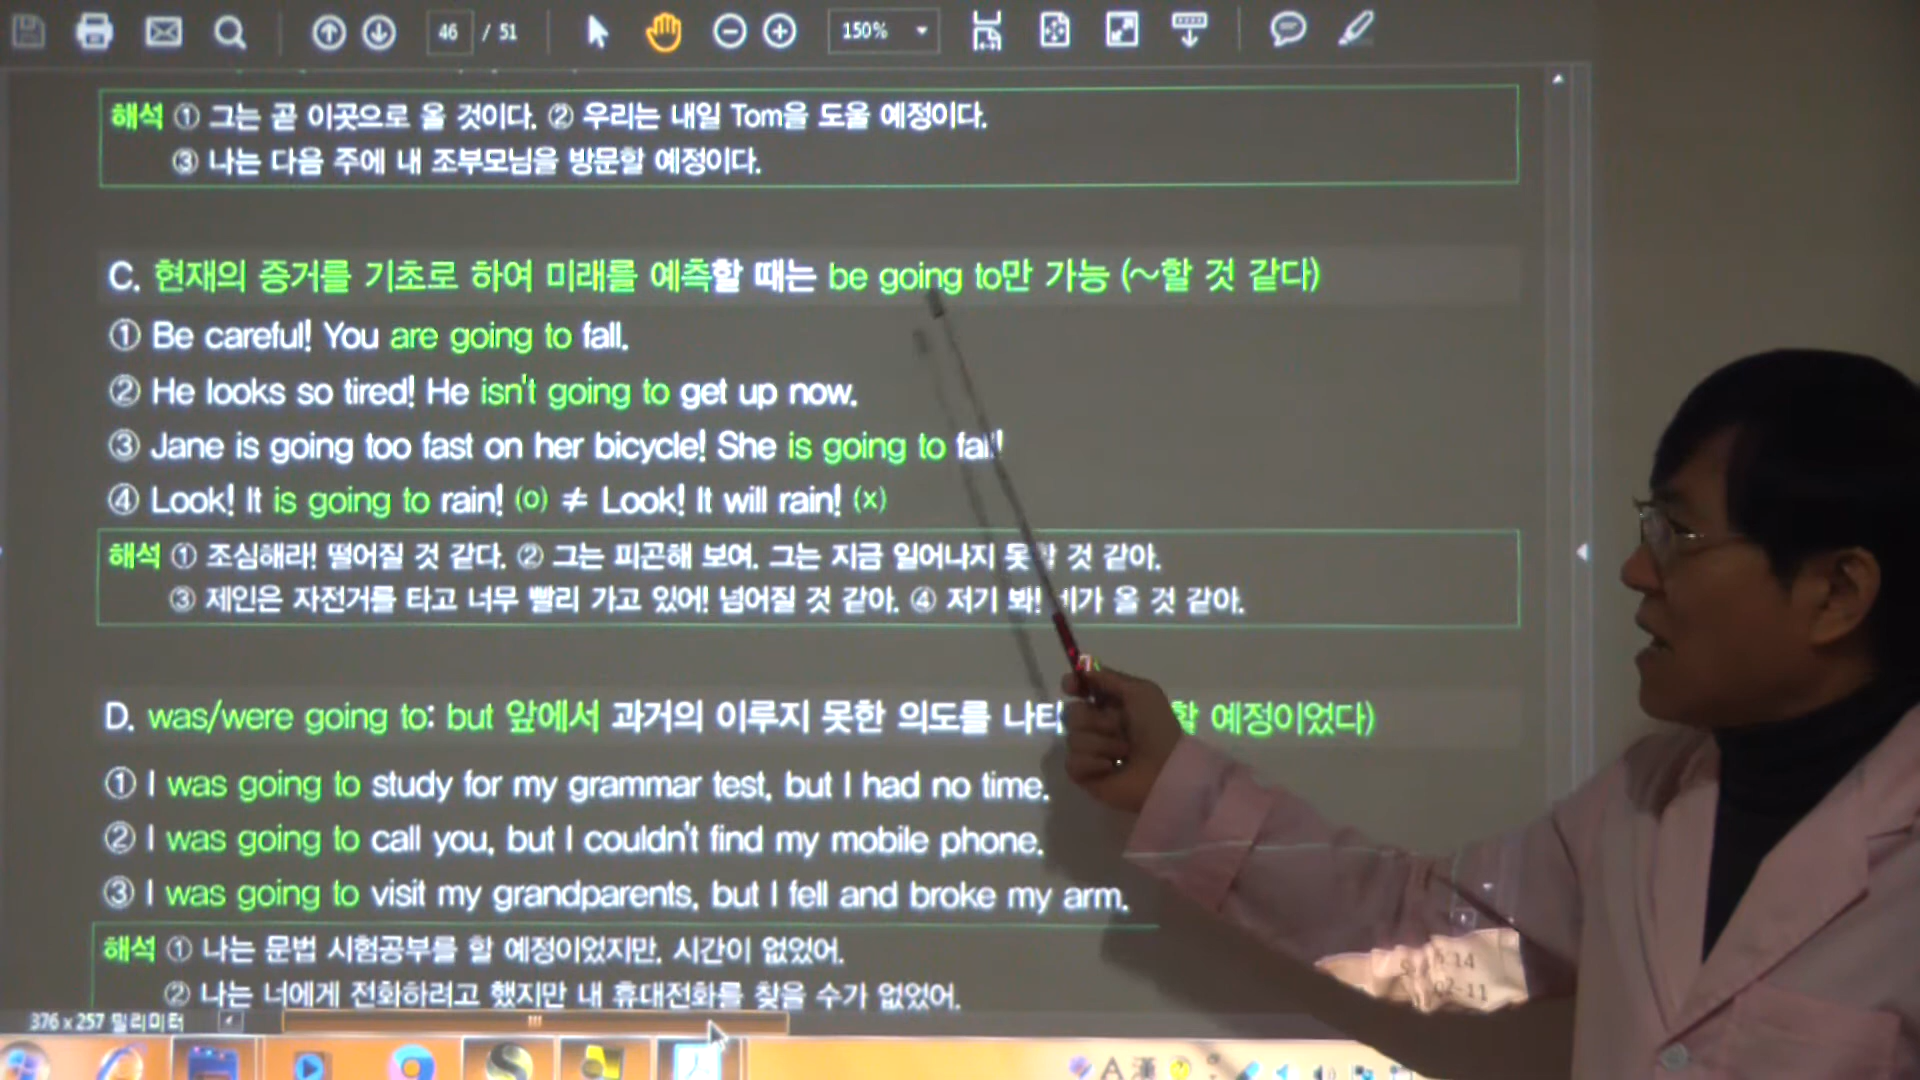 46 / 51
150%
해석 ① 그는 곧 이곳으로 올 것이다. ② 우리는 내일 Tom을 도울 예정이다.
③ 나는 다음 주에 내 조부모님을 방문할 예정이다.
C. 현재의 증거를 기초로 하여 미래를 예측할 때는 be going to만 가능 (~할 것 같다)
① Be careful! You are going to fall.
② He looks so tired! He isn't going to get up now.
③ Jane is going too fast on her bicycle! She is going to fall!
④ Look! It is going to rain! (o) ≠ Look! It will rain! (x)
해석 ① 조심해라! 떨어질 것 같다. ② 그는 피곤해 보여. 그는 지금 일어나지 못할 것 같아.
③ 제인은 자전거를 타고 너무 빨리 가고 있어! 넘어질 것 같아. ④ 저기 봐! 비가 올 것 같아.
D. was/were going to: but 앞에서 과거의 이루지 못한 의도를 할 예정이었다)
① I was going to study for my grammar test, but I had no time.
② I was going to call you, but I couldn't find my mobile phone.
③ I was going to visit my grandparents, but I fell and broke my arm.
해석 ① 나는 문법 시험공부를 할 예정이었지만, 시간이 없었어.
② 나는 너에게 전화하려고 했지만 내 휴대전화를 찾을 수가 없었어.
376 x 257 밀리미터
A 漢